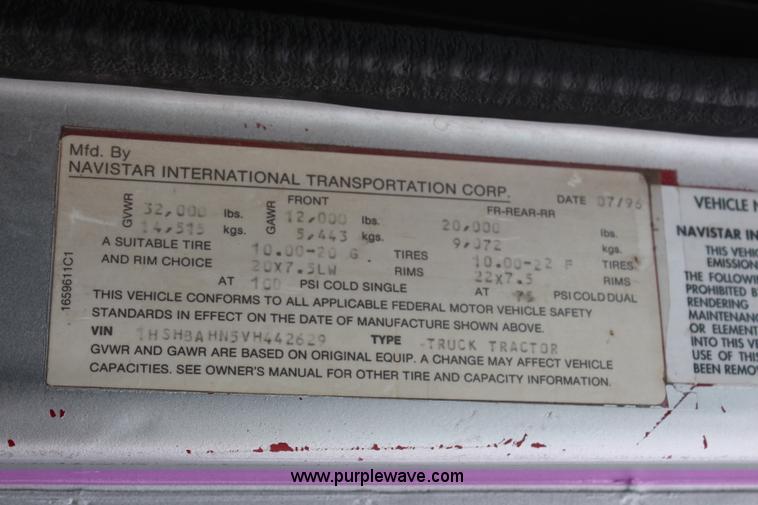 Mfd. By
NAVISTAR INTERNATIONAL TRANSPORTATION CORP.
DATE 07/96
GVWR 32,000 lbs. GAWR FRONT 12,000 lbs. FR-REAR-RR 20,000 lbs.
14,515 kgs. 5,443 kgs. 9,072 kgs.
A SUITABLE TIRE 10.00-20 G TIRES 10.00-22 F TIRES
AND RIM CHOICE 20X7.5LW RIMS 22X7.5 RIMS
AT 100 PSI COLD SINGLE AT 75 PSI COLD DUAL
THIS VEHICLE CONFORMS TO ALL APPLICABLE FEDERAL MOTOR VEHICLE SAFETY
STANDARDS IN EFFECT ON THE DATE OF MANUFACTURE SHOWN ABOVE.
VIN 1HSHBAHN5VH442629 TYPE TRUCK TRACTOR
GVWR AND GAWR ARE BASED ON ORIGINAL EQUIP. A CHANGE MAY AFFECT VEHICLE
CAPACITIES. SEE OWNER'S MANUAL FOR OTHER TIRE AND CAPACITY INFORMATION.
1659611C1
VEHICLE N
NAVISTAR IN
THIS VEHI
EMISSION
THE FOLLOWI
PROHIBITED B
RENDERING
MAINTENANC
OR ELEMENT
INTO THIS VE
USE OF THIS
BEEN REMOV
www.purplewave.com